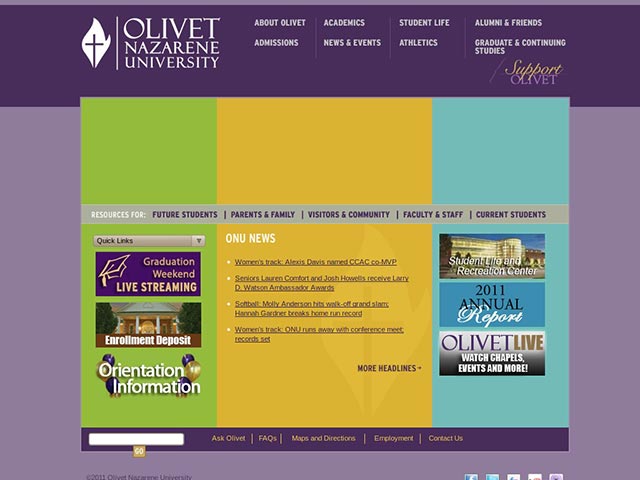 OLIVET
NAZARENE
UNIVERSITY
ABOUT OLIVET
ACADEMICS
STUDENT LIFE
ALUMNI & FRIENDS
ADMISSIONS
NEWS & EVENTS
ATHLETICS
GRADUATE & CONTINUING
STUDIES
Support
OLIVET
RESOURCES FOR: FUTURE STUDENTS | PARENTS & FAMILY | VISITORS & COMMUNITY | FACULTY & STAFF | CURRENT STUDENTS
Quick Links
Graduation
Weekend
LIVE STREAMING
Enrollment Deposit
Orientation
Information
ONU NEWS
Women's track: Alexis Davis named CCAC co-MVP
Seniors Lauren Comfort and Josh Howells receive Larry
D. Watson Ambassador Awards
Softball: Molly Anderson hits walk-off grand slam;
Hannah Gardner breaks home run record
Women's track: ONU runs away with conference meet;
records set
MORE HEADLINES
Student Life and
Recreation Center
2011
ANNUAL
Report
OLIVETLIVE
WATCH CHAPELS,
EVENTS AND MORE!
GO
Ask Olivet | FAQs | Maps and Directions | Employment | Contact Us
©2011 Olivet Nazarene University